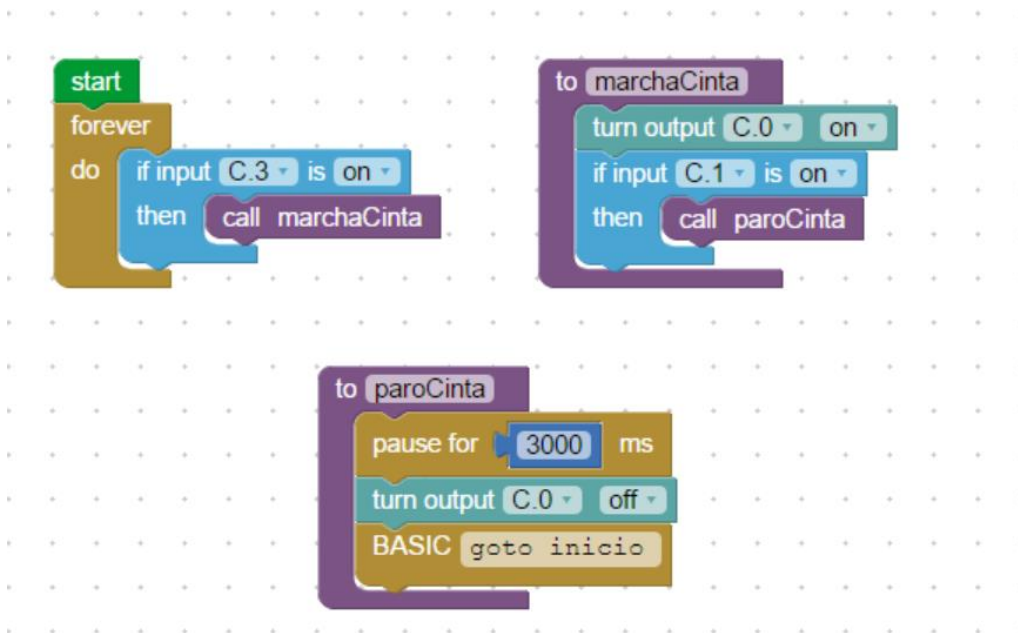 start
forever
do if input C.3 is on
then call marchaCinta
to marchaCinta
turn output C.0 on
if input C.1 is on
then call paroCinta
to paroCinta
pause for 3000 ms
turn output C.0 off
BASIC goto inicio